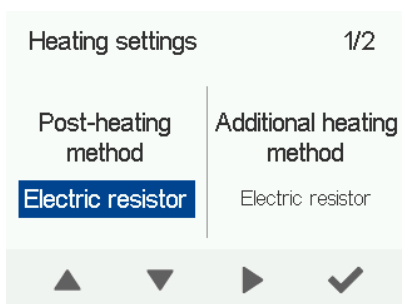 Heating settings 1/2
Post-heating
method
Electric resistor
Additional heating
method
Electric resistor